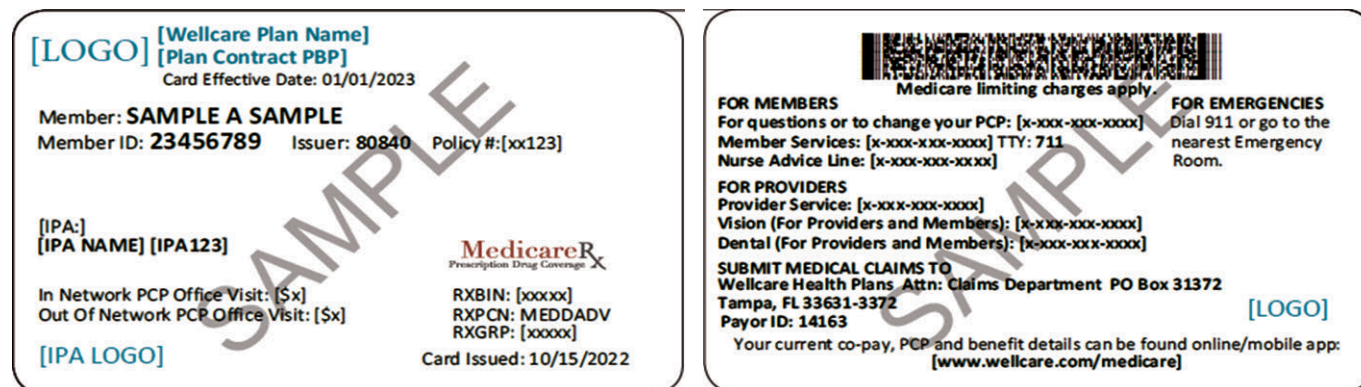 [LOGO]
[Wellcare Plan Name]
[Plan Contract PBP]
Card Effective Date: 01/01/2023
Member: SAMPLE A SAMPLE
Member ID: 23456789 Issuer: 80840 Policy #:[xx123]
[IPA:]
[IPA NAME] [IPA123]
MedicareRx
Prescription Drug Coverage
In Network PCP Office Visit: [$x]
Out Of Network PCP Office Visit: [$x]
RXBIN: [xxxxx]
RXPCN: MEDDADV
RXGRP: [xxxxx]
[IPA LOGO]
Card Issued: 10/15/2022
SAMPLE
Medicare limiting charges apply.
FOR MEMBERS
For questions or to change your PCP: [x-xxx-xxx-xxxx]
Member Services: [x-xxx-xxx-xxxx] TTY: 711
Nurse Advice Line: [x-xxx-xxx-xxxx]
FOR EMERGENCIES
Dial 911 or go to the
nearest Emergency
Room.
FOR PROVIDERS
Provider Service: [x-xxx-xxx-xxxx]
Vision (For Providers and Members): [x-xxx-xxx-xxxx]
Dental (For Providers and Members): [x-xxx-xxx-xxxx]
SUBMIT MEDICAL CLAIMS TO
Wellcare Health Plans Attn: Claims Department PO Box 31372
Tampa, FL 33631-3372
Payor ID: 14163
[LOGO]
Your current co-pay, PCP and benefit details can be found online/mobile app:
[www.wellcare.com/medicare]
SAMPLE